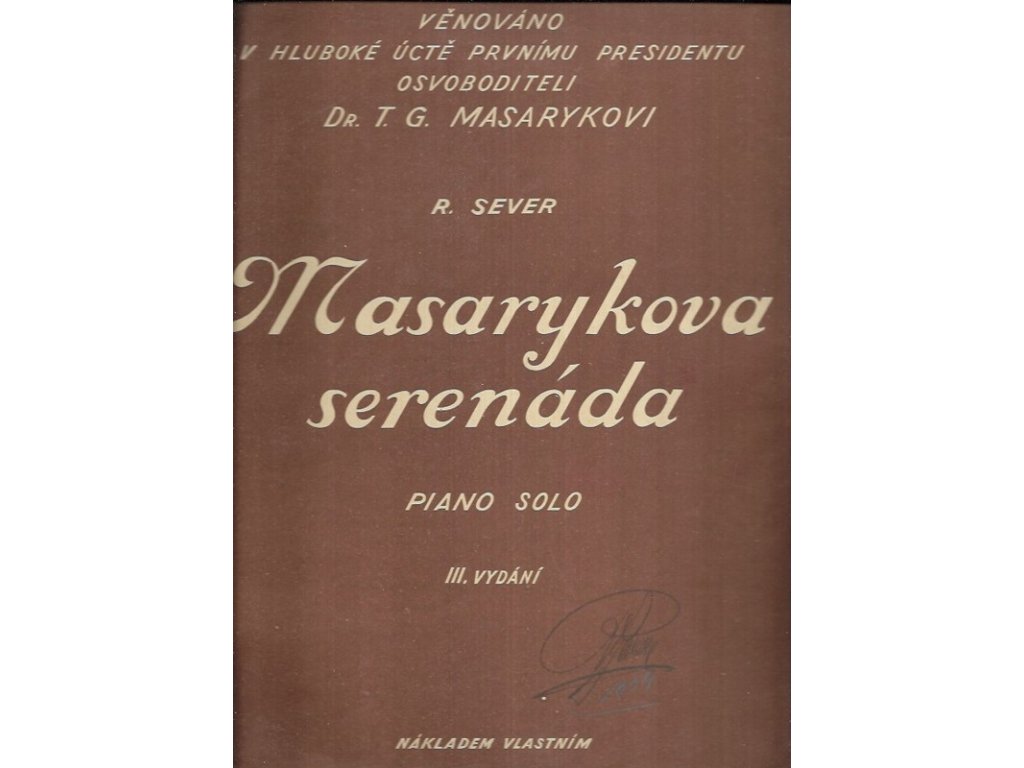 VĚNOVÁNO
V HLUBOKÉ ÚCTĚ PRVNÍMU PRESIDENTU
OSVOBODITELI
DR. T. G. MASARYKOVI
R. SEVER
Masarykova
serenáda
PIANO SOLO
III. VYDÁNÍ
NÁKLADEM VLASTNÍM